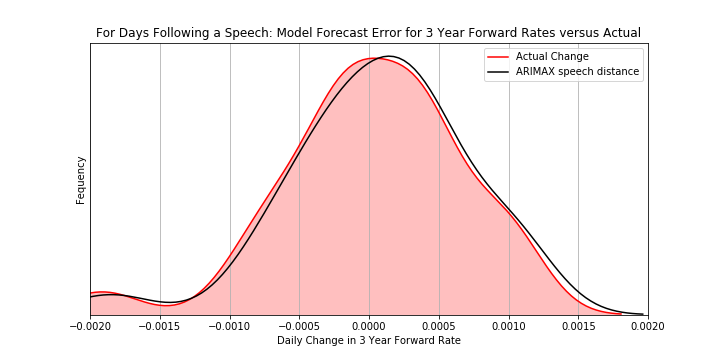 For Days Following a Speech: Model Forecast Error for 3 Year Forward Rates versus Actual
Actual Change
ARIMAX speech distance
Fequency
−0.0020 −0.0015 −0.0010 −0.0005 0.0000 0.0005 0.0010 0.0015 0.0020
Daily Change in 3 Year Forward Rate